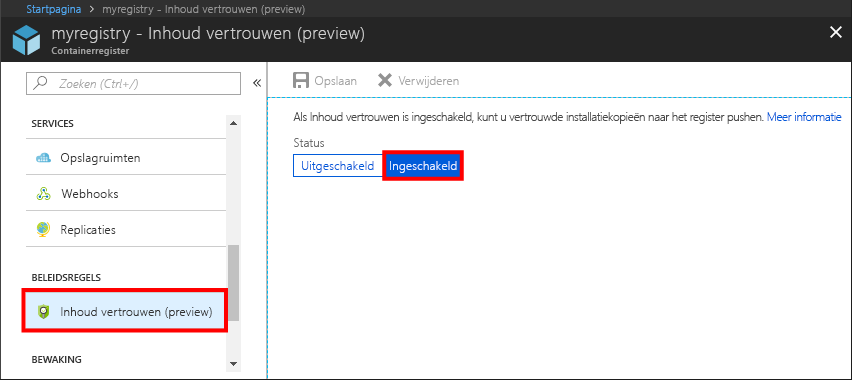 Startpagina > myregistry - Inhoud vertrouwen (preview)
myregistry - Inhoud vertrouwen (preview)
Containerregister
Zoeken (Ctrl+/)
Opslaan
Verwijderen
Als Inhoud vertrouwen is ingeschakeld, kunt u vertrouwde installatiekopieën naar het register pushen. Meer informatie
Status
Uitgeschakeld
Ingeschakeld
SERVICES
Opslagruimten
Webhooks
Replicaties
BELEIDSREGELS
Inhoud vertrouwen (preview)
BEWAKING